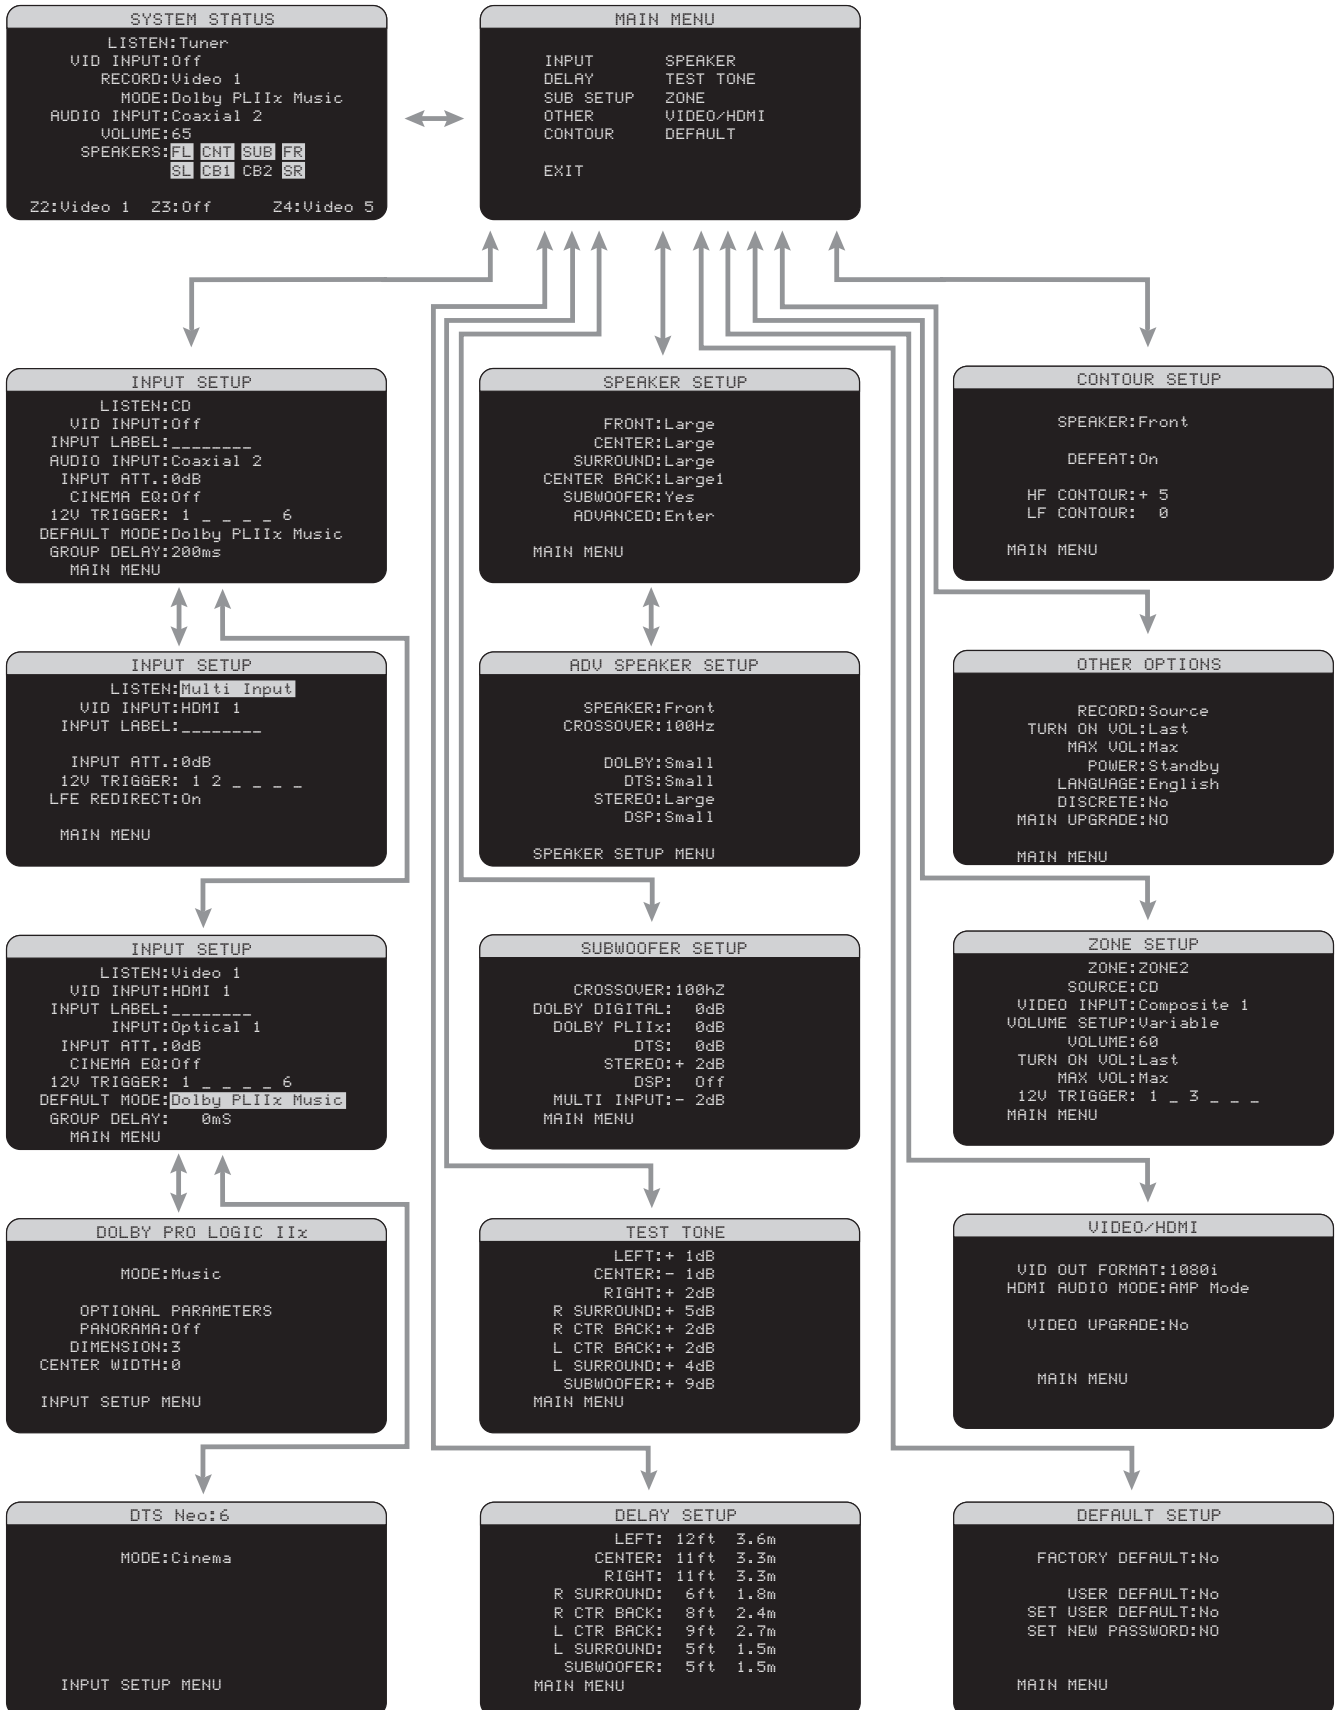 SYSTEM STATUS
LISTEN:Tuner
VID INPUT:Off
RECORD:Video 1
MODE:Dolby PLIIx Music
AUDIO INPUT:Coaxial 2
VOLUME:65
SPEAKERS:FL CNT SUB FR
SL CB1 CB2 SR
Z2:Video 1 Z3:Off Z4:Video 5
MAIN MENU
INPUT SPEAKER
DELAY TEST TONE
SUB SETUP ZONE
OTHER VIDEO/HDMI
CONTOUR DEFAULT
EXIT
INPUT SETUP
LISTEN:CD
VID INPUT:Off
INPUT LABEL:________
AUDIO INPUT:Coaxial 2
INPUT ATT.:0dB
CINEMA EQ:Off
12V TRIGGER: 1 _ _ _ _ 6
DEFAULT MODE:Dolby PLIIx Music
GROUP DELAY:200ms
MAIN MENU
SPEAKER SETUP
FRONT:Large
CENTER:Large
SURROUND:Large
CENTER BACK:Large1
SUBWOOFER:Yes
ADVANCED:Enter
MAIN MENU
CONTOUR SETUP
SPEAKER:Front
DEFEAT:On
HF CONTOUR:+ 5
LF CONTOUR: 0
MAIN MENU
INPUT SETUP
LISTEN:Multi Input
VID INPUT:HDMI 1
INPUT LABEL:________
INPUT ATT.:0dB
12V TRIGGER: 1 2 _ _ _ _
LFE REDIRECT:On
MAIN MENU
ADV SPEAKER SETUP
SPEAKER:Front
CROSSOVER:100Hz
DOLBY:Small
DTS:Small
STEREO:Large
DSP:Small
SPEAKER SETUP MENU
OTHER OPTIONS
RECORD:Source
TURN ON VOL:Last
MAX VOL:Max
POWER:Standby
LANGUAGE:English
DISCRETE:No
MAIN UPGRADE:NO
MAIN MENU
INPUT SETUP
LISTEN:Video 1
VID INPUT:HDMI 1
INPUT LABEL:________
INPUT:Optical 1
INPUT ATT.:0dB
CINEMA EQ:Off
12V TRIGGER: 1 _ _ _ _ 6
DEFAULT MODE:Dolby PLIIx Music
GROUP DELAY: 0mS
MAIN MENU
SUBWOOFER SETUP
CROSSOVER:100hZ
DOLBY DIGITAL: 0dB
DOLBY PLIIx: 0dB
DTS: 0dB
STEREO:+ 2dB
DSP: Off
MULTI INPUT:- 2dB
MAIN MENU
ZONE SETUP
ZONE:ZONE2
SOURCE:CD
VIDEO INPUT:Composite 1
VOLUME SETUP:Variable
VOLUME:60
TURN ON VOL:Last
MAX VOL:Max
12V TRIGGER: 1 _ 3 _ _ _
MAIN MENU
DOLBY PRO LOGIC IIx
MODE:Music
OPTIONAL PARAMETERS
PANORAMA:Off
DIMENSION:3
CENTER WIDTH:0
INPUT SETUP MENU
TEST TONE
LEFT:+ 1dB
CENTER:- 1dB
RIGHT:+ 2dB
R SURROUND:+ 5dB
R CTR BACK:+ 2dB
L CTR BACK:+ 2dB
L SURROUND:+ 4dB
SUBWOOFER:+ 9dB
MAIN MENU
VIDEO/HDMI
VID OUT FORMAT:1080i
HDMI AUDIO MODE:AMP Mode
VIDEO UPGRADE:No
MAIN MENU
DTS Neo:6
MODE:Cinema
INPUT SETUP MENU
DELAY SETUP
LEFT: 12ft 3.6m
CENTER: 11ft 3.3m
RIGHT: 11ft 3.3m
R SURROUND: 6ft 1.8m
R CTR BACK: 8ft 2.4m
L CTR BACK: 9ft 2.7m
L SURROUND: 5ft 1.5m
SUBWOOFER: 5ft 1.5m
MAIN MENU
DEFAULT SETUP
FACTORY DEFAULT:No
USER DEFAULT:No
SET USER DEFAULT:No
SET NEW PASSWORD:NO
MAIN MENU